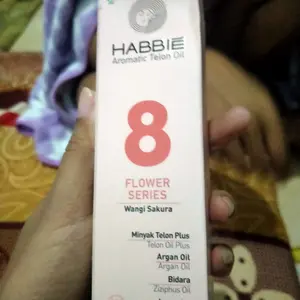 HABBIE
Aromatic Telon Oil
8
FLOWER
SERIES
Wangi Sakura
Minyak Telon Plus
Telon Oil Plus
Argan Oil
Argan Oil
Bidara
Ziziphus Oil